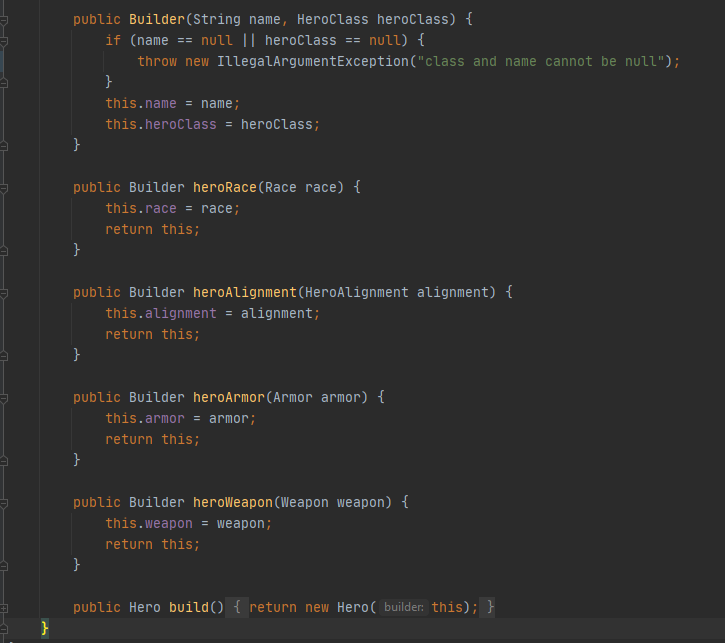 public Builder(String name, HeroClass heroClass) {
    if (name == null || heroClass == null) {
        throw new IllegalArgumentException("class and name cannot be null");
    }
    this.name = name;
    this.heroClass = heroClass;
}

public Builder heroRace(Race race) {
    this.race = race;
    return this;
}

public Builder heroAlignment(HeroAlignment alignment) {
    this.alignment = alignment;
    return this;
}

public Builder heroArmor(Armor armor) {
    this.armor = armor;
    return this;
}

public Builder heroWeapon(Weapon weapon) {
    this.weapon = weapon;
    return this;
}

public Hero build() { return new Hero( builder: this); }
}